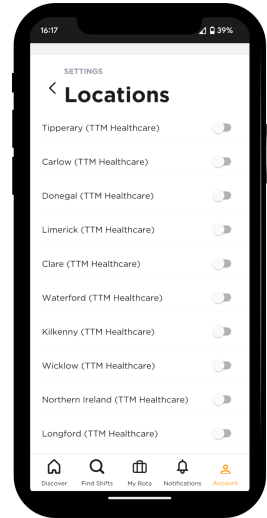 16:17
39%
SETTINGS
Locations
Tipperary (TTM Healthcare)
Carlow (TTM Healthcare)
Donegal (TTM Healthcare)
Limerick (TTM Healthcare)
Clare (TTM Healthcare)
Waterford (TTM Healthcare)
Kilkenny (TTM Healthcare)
Wicklow (TTM Healthcare)
Northern Ireland (TTM Healthcare)
Longford (TTM Healthcare)
Discover Find Shifts My Rota Notifications Account